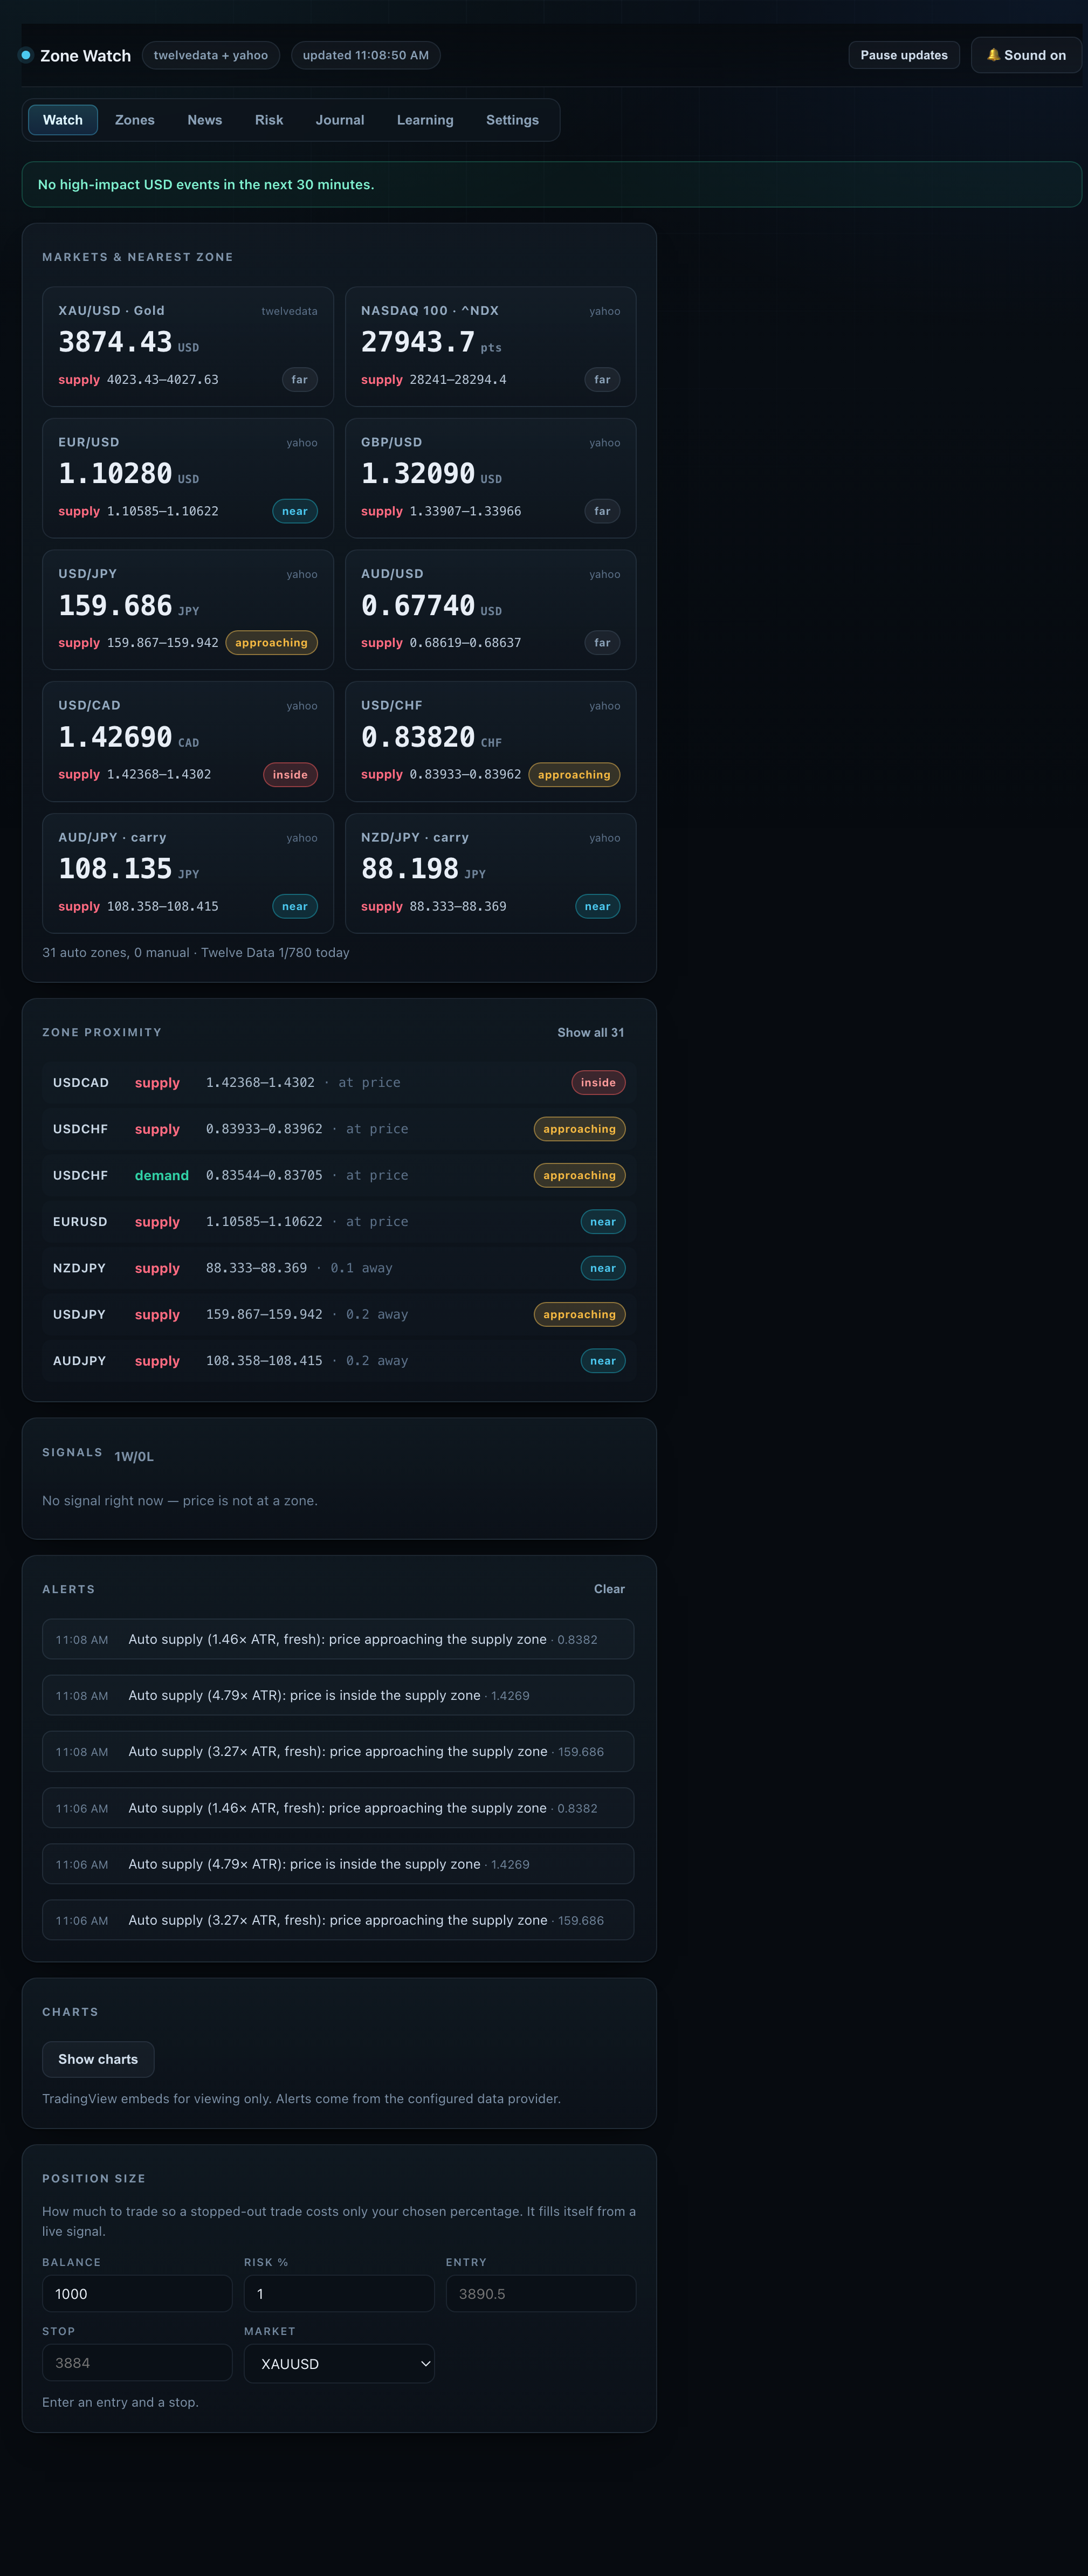 Zone Watch twelvedata + yahoo updated 11:08:50 AM Pause updates 🔔 Sound on
Watch Zones News Risk Journal Learning Settings
No high-impact USD events in the next 30 minutes.
MARKETS & NEAREST ZONE
XAU/USD · Gold twelvedata
3874.43 USD
supply 4023.43–4027.63 far
NASDAQ 100 · ^NDX yahoo
27943.7 pts
supply 28241–28294.4 far
EUR/USD yahoo
1.10280 USD
supply 1.10585–1.10622 near
GBP/USD yahoo
1.32090 USD
supply 1.33907–1.33966 far
USD/JPY yahoo
159.686 JPY
supply 159.867–159.942 approaching
AUD/USD yahoo
0.67740 USD
supply 0.68619–0.68637 far
USD/CAD yahoo
1.42690 CAD
supply 1.42368–1.4302 inside
USD/CHF yahoo
0.83820 CHF
supply 0.83933–0.83962 approaching
AUD/JPY · carry yahoo
108.135 JPY
supply 108.358–108.415 near
NZD/JPY · carry yahoo
88.198 JPY
supply 88.333–88.369 near
31 auto zones, 0 manual · Twelve Data 1/780 today
ZONE PROXIMITY Show all 31
USDCAD supply 1.42368–1.4302 · at price inside
USDCHF supply 0.83933–0.83962 · at price approaching
USDCHF demand 0.83544–0.83705 · at price approaching
EURUSD supply 1.10585–1.10622 · at price near
NZDJPY supply 88.333–88.369 · 0.1 away near
USDJPY supply 159.867–159.942 · 0.2 away approaching
AUDJPY supply 108.358–108.415 · 0.2 away near
SIGNALS 1W/0L
No signal right now — price is not at a zone.
ALERTS Clear
11:08 AM Auto supply (1.46× ATR, fresh): price approaching the supply zone · 0.8382
11:08 AM Auto supply (4.79× ATR): price is inside the supply zone · 1.4269
11:08 AM Auto supply (3.27× ATR, fresh): price approaching the supply zone · 159.686
11:06 AM Auto supply (1.46× ATR, fresh): price approaching the supply zone · 0.8382
11:06 AM Auto supply (4.79× ATR): price is inside the supply zone · 1.4269
11:06 AM Auto supply (3.27× ATR, fresh): price approaching the supply zone · 159.686
CHARTS
Show charts
TradingView embeds for viewing only. Alerts come from the configured data provider.
POSITION SIZE
How much to trade so a stopped-out trade costs only your chosen percentage. It fills itself from a
live signal.
BALANCE RISK % ENTRY
1000 1 3890.5
STOP MARKET
3884 XAUUSD
Enter an entry and a stop.